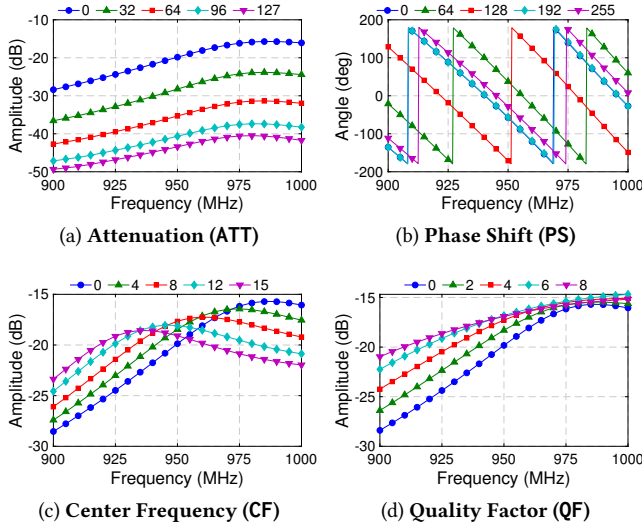 0 32 64 96 127
-10
-20
-30
-40
-50
900 925 950 975 1000
Amplitude (dB)
Frequency (MHz)
(a) Attenuation (ATT)
0 64 128 192 255
200
100
0
-100
-200
900 925 950 975 1000
Angle (deg)
Frequency (MHz)
(b) Phase Shift (PS)
0 4 8 12 15
-15
-20
-25
-30
900 925 950 975 1000
Amplitude (dB)
Frequency (MHz)
(c) Center Frequency (CF)
0 2 4 6 8
-15
-20
-25
-30
900 925 950 975 1000
Amplitude (dB)
Frequency (MHz)
(d) Quality Factor (QF)